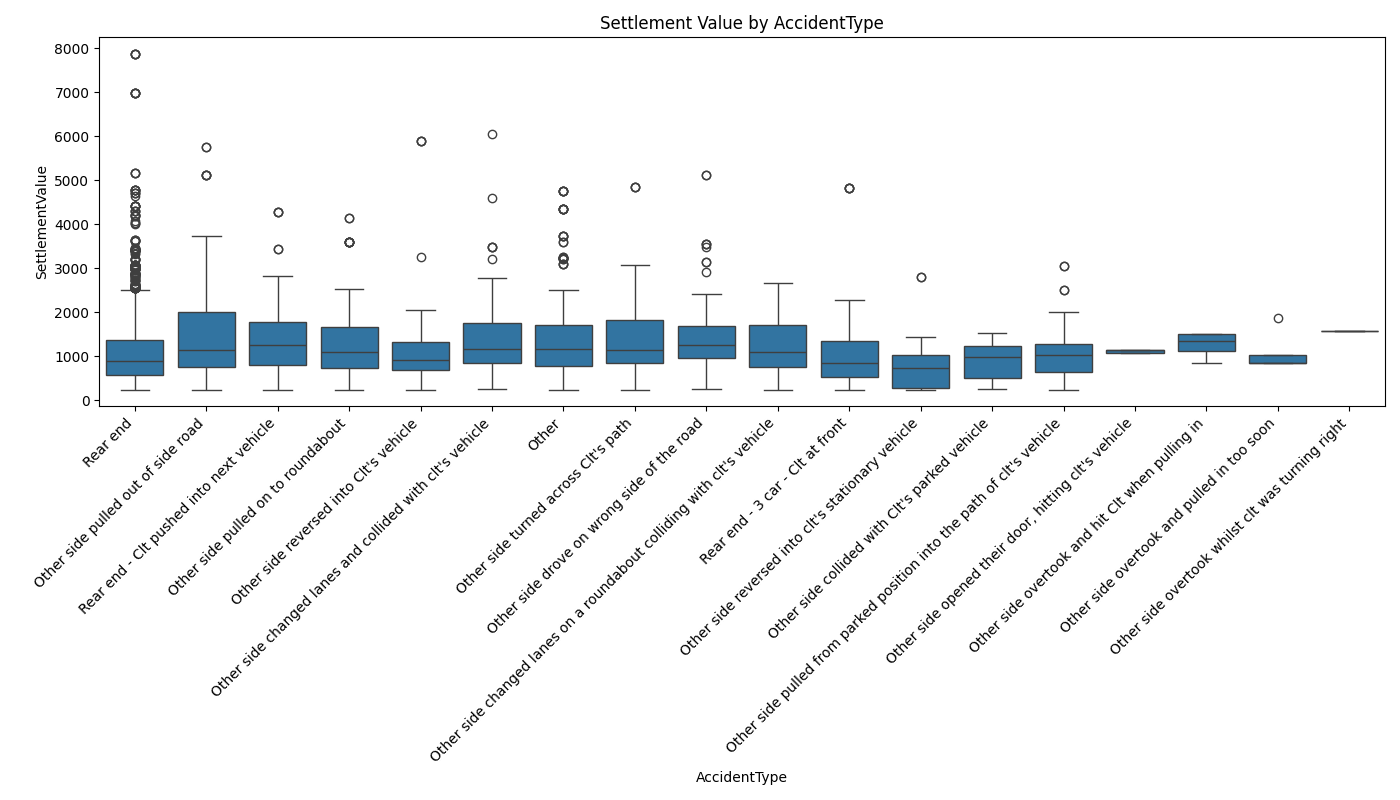 Settlement Value by AccidentType
SettlementValue
8000
7000
6000
5000
4000
3000
2000
1000
0
Rear end
Other side pulled out of side road
Rear end - Clt pushed into next vehicle
Other side pulled on to roundabout
Other side reversed into Clt's vehicle
Other side changed lanes and collided with clt's vehicle
Other
Other side turned across Clt's path
Other side drove on wrong side of the road
Other side changed lanes on a roundabout colliding with clt's vehicle
Rear end - 3 car - Clt at front
Other side reversed into clt's stationary vehicle
Other side collided with Clt's parked vehicle
Other side pulled from parked position into the path of clt's vehicle
Other side opened their door, hitting clt's vehicle
Other side overtook and hit Clt when pulling in
Other side overtook and pulled in too soon
Other side overtook whilst clt was turning right
AccidentType